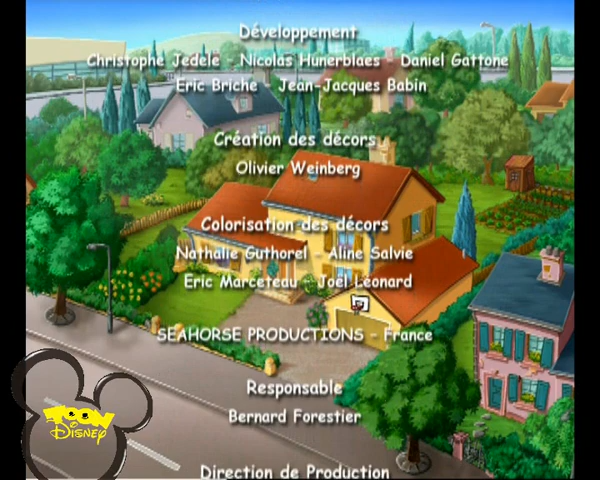 Développement
Christophe Jedele - Nicolas Hunerblaes - Daniel Gattone
Eric Briche - Jean-Jacques Babin
Création des décors
Olivier Weinberg
Colorisation des décors
Nathalie Guthorel - Aline Salvie
Eric Marceteau - Joël Léonard
SEAHORSE PRODUCTIONS - France
Responsable
Bernard Forestier
Direction de Production
TOON
Disney